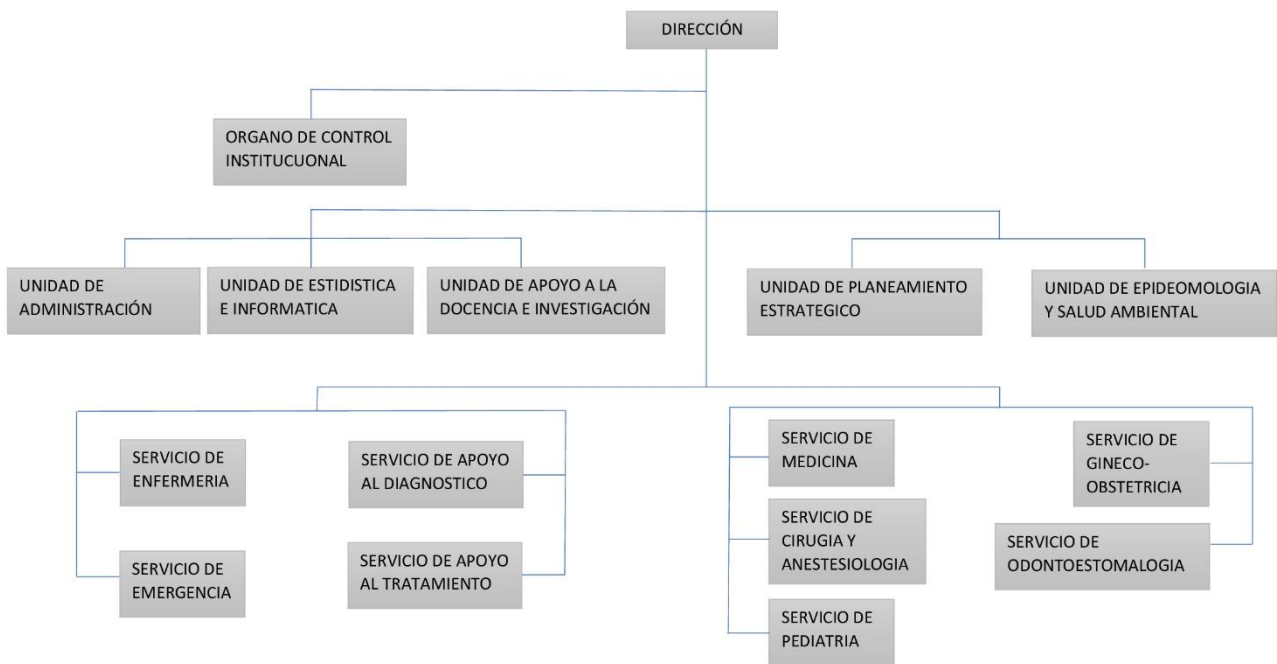 DIRECCIÓN
ORGANO DE CONTROL
INSTITUCUONAL
UNIDAD DE
ADMINISTRACIÓN
UNIDAD DE ESTIDISTICA
E INFORMATICA
UNIDAD DE APOYO A LA
DOCENCIA E INVESTIGACIÓN
UNIDAD DE PLANEAMIENTO
ESTRATEGICO
UNIDAD DE EPIDEOMOLOGIA
Y SALUD AMBIENTAL
SERVICIO DE
ENFERMERIA
SERVICIO DE APOYO
AL DIAGNOSTICO
SERVICIO DE
EMERGENCIA
SERVICIO DE APOYO
AL TRATAMIENTO
SERVICIO DE
MEDICINA
SERVICIO DE
GINECO-
OBSTETRICIA
SERVICIO DE
CIRUGIA Y
ANESTESIOLOGIA
SERVICIO DE
ODONTOESTOMALOGIA
SERVICIO DE
PEDIATRIA